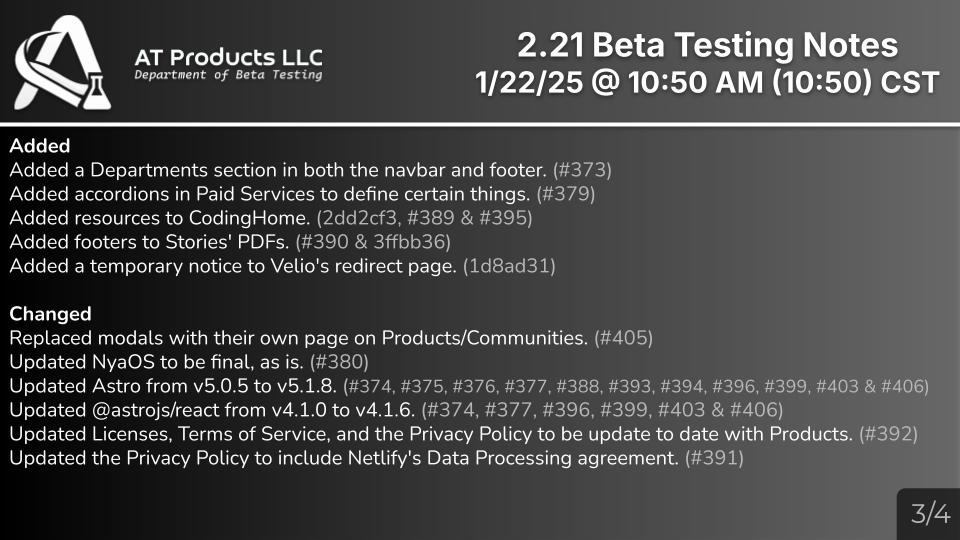 AT Products LLC
Department of Beta Testing
2.21 Beta Testing Notes
1/22/25 @ 10:50 AM (10:50) CST
Added
Added a Departments section in both the navbar and footer. (#373)
Added accordions in Paid Services to define certain things. (#379)
Added resources to CodingHome. (2dd2cf3, #389 & #395)
Added footers to Stories' PDFs. (#390 & 3ffbb36)
Added a temporary notice to Velio's redirect page. (1d8ad31)
Changed
Replaced modals with their own page on Products/Communities. (#405)
Updated NyaOS to be final, as is. (#380)
Updated Astro from v5.0.5 to v5.1.8. (#374, #375, #376, #377, #388, #393, #394, #396, #399, #403 & #406)
Updated @astrojs/react from v4.1.0 to v4.1.6. (#374, #377, #396, #399, #403 & #406)
Updated Licenses, Terms of Service, and the Privacy Policy to be update to date with Products. (#392)
Updated the Privacy Policy to include Netlify's Data Processing agreement. (#391)
3/4